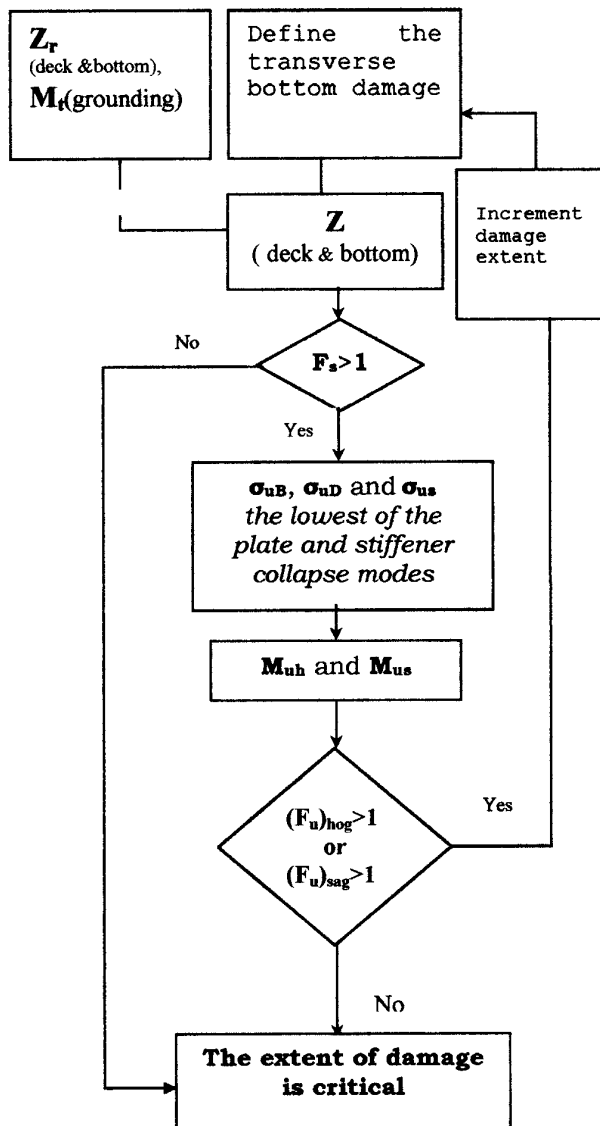 Zr
(deck &bottom),
Mt(grounding)
Define the
transverse
bottom damage
Increment
damage
extent
Z
( deck & bottom)
No
Fs>1
Yes
σuB, σuD and σus
the lowest of the
plate and stiffener
collapse modes
Muh and Mus
(Fu)hog>1
or
(Fu)sag>1
Yes
No
The extent of damage
is critical